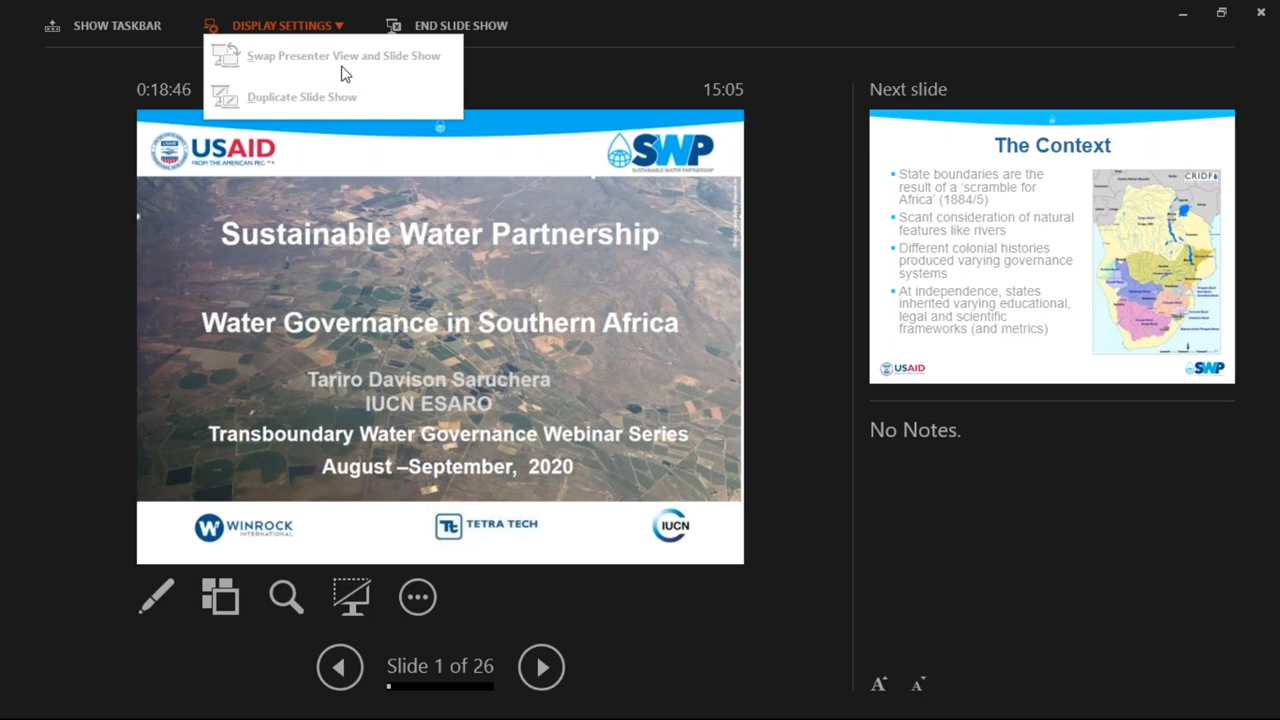 SHOW TASKBAR
DISPLAY SETTINGS
END SLIDE SHOW
Swap Presenter View and Slide Show
Duplicate Slide Show
0:18:46
15:05
USAID
FROM THE AMERICAN
SWP
SUSTAINABLE WATER PARTNERSHIP
Sustainable Water Partnership
Water Governance in Southern Africa
Tariro Davison Saruchera
IUCN ESARO
Transboundary Water Governance Webinar Series
August –September, 2020
W WINROCK
INTERNATIONAL
Tt TETRA TECH
IUCN
Slide 1 of 26
Next slide
The Context
State boundaries are the
result of a ‘scramble for
Africa’ (1884/5)
Scant consideration of natural
features like rivers
Different colonial histories
produced varying governance
systems
At independence, states
inherited varying educational,
legal and scientific
frameworks (and metrics)
CRIDF
USAID
SWP
No Notes.
A A